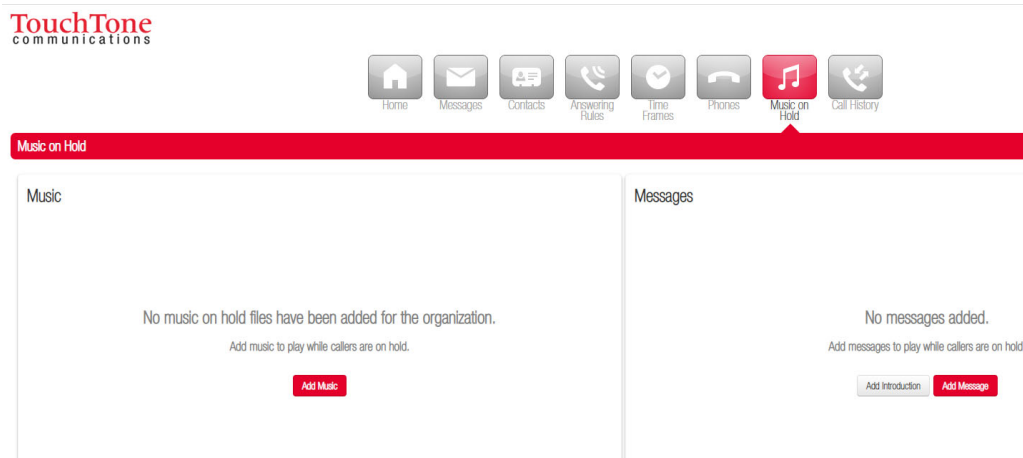 TouchTone
communications
Home
Messages
Contacts
Answering
Rules
Time
Frames
Phones
Music on
Hold
Call History
Music on Hold
Music
No music on hold files have been added for the organization.
Add music to play while callers are on hold.
Add Music
Messages
No messages added.
Add messages to play while callers are on hold
Add Introduction
Add Message